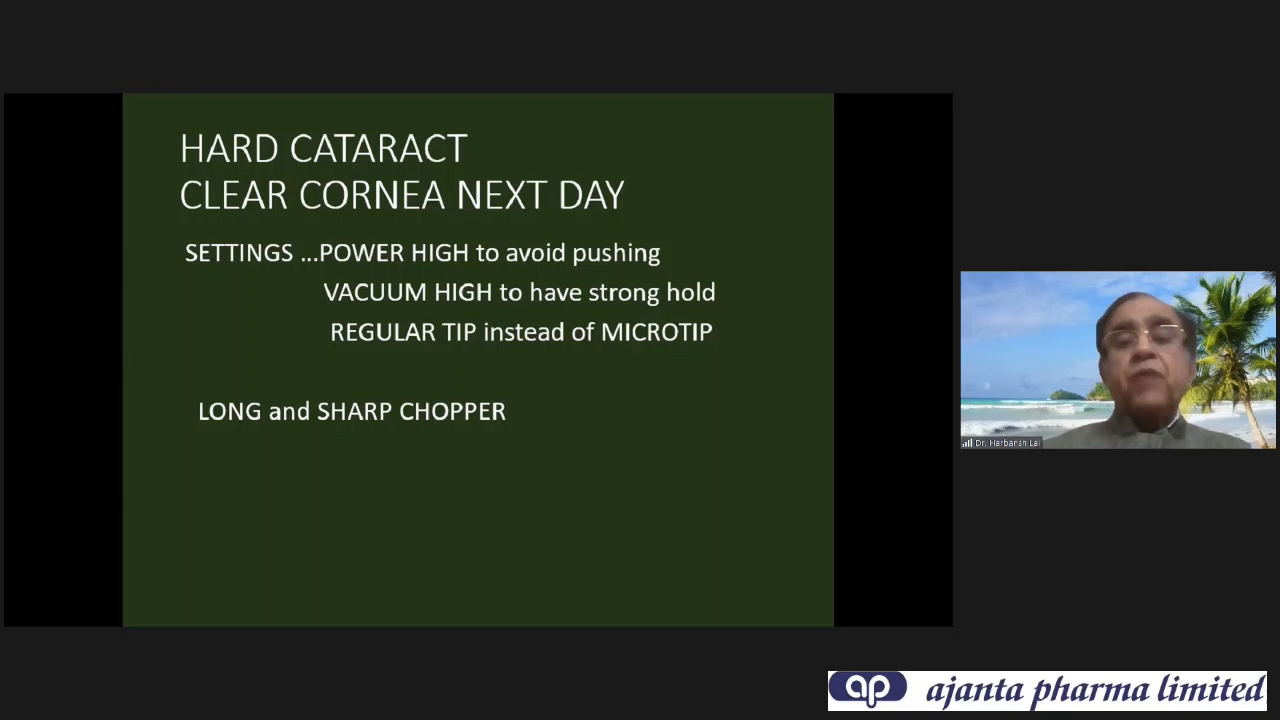 HARD CATARACT
CLEAR CORNEA NEXT DAY
SETTINGS ...POWER HIGH to avoid pushing
VACUUM HIGH to have strong hold
REGULAR TIP instead of MICROTIP
LONG and SHARP CHOPPER
Dr. Harbansh Lal
ap ajanta pharma limited